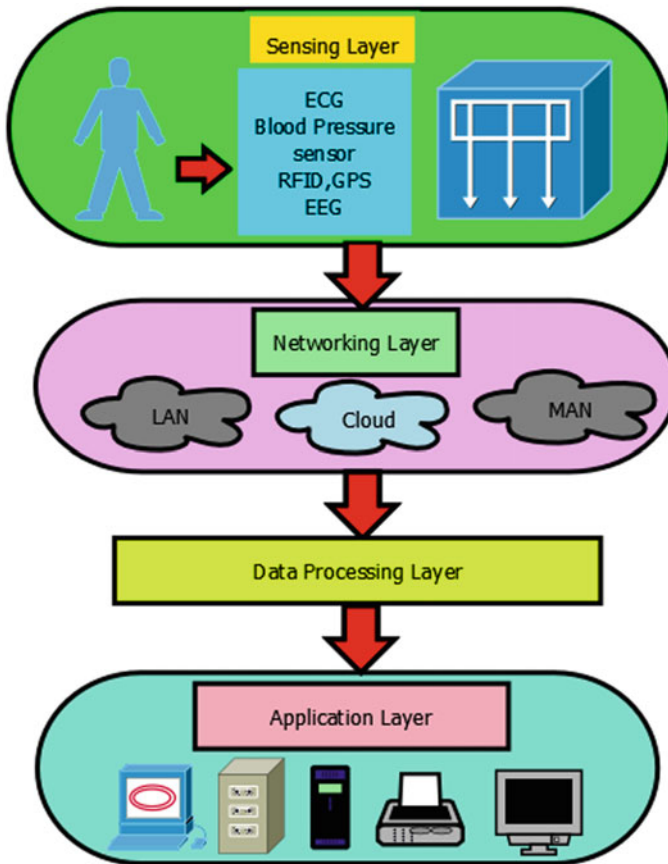 Sensing Layer
ECG
Blood Pressure
sensor
RFID,GPS
EEG
Networking Layer
LAN
Cloud
MAN
Data Processing Layer
Application Layer